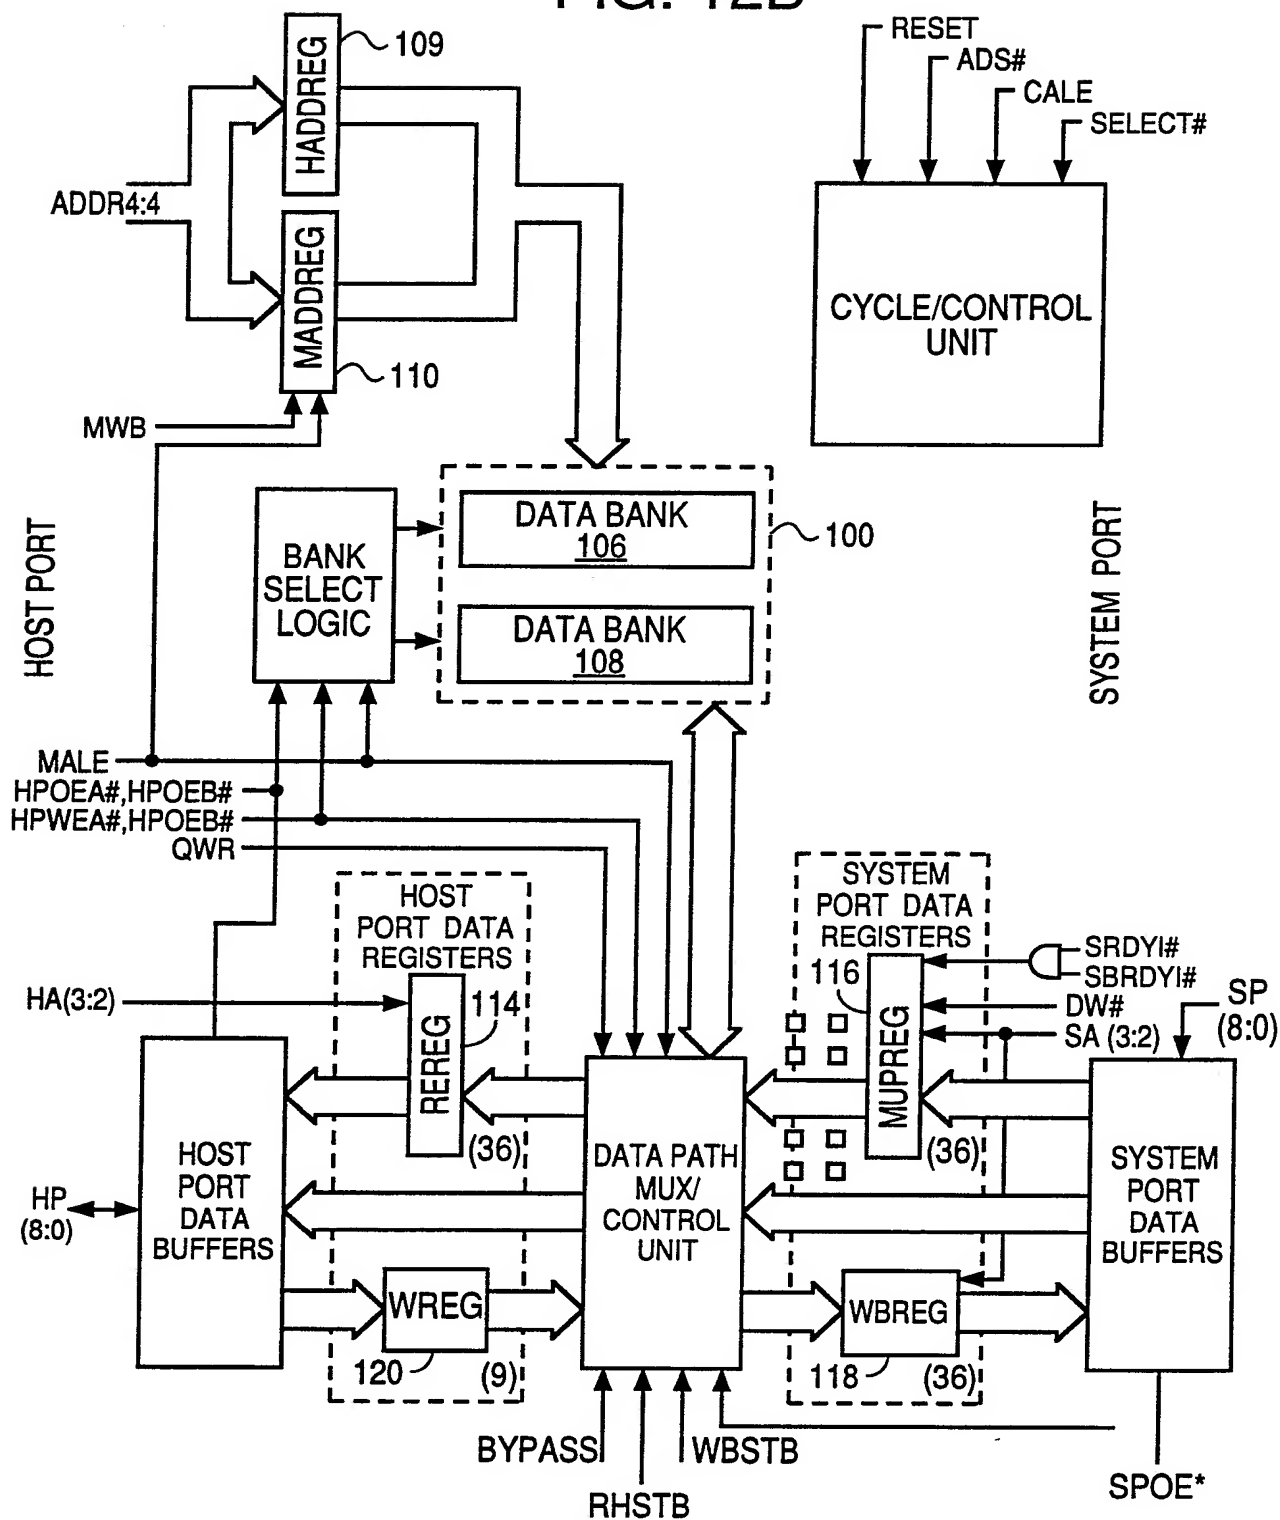 FIG. 12B
HADDREG
109
MADDREG
110
ADDR4:4
MWB
RESET
ADS#
CALE
SELECT#
CYCLE/CONTROL
UNIT
HOST PORT
SYSTEM PORT
BANK
SELECT
LOGIC
DATA BANK
106
DATA BANK
108
100
MALE
HPOEA#,HPOEB#
HPWEA#,HPOEB#
QWR
HOST
PORT DATA
REGISTERS
HA(3:2)
114
REREG
(36)
HOST
PORT
DATA
BUFFERS
HP
(8:0)
WREG
120
(9)
DATA PATH
MUX/
CONTROL
UNIT
SYSTEM
PORT DATA
REGISTERS
116
MUPREG
(36)
SRDYI#
SBRDYI#
DW#
SA (3:2)
SP
(8:0)
SYSTEM
PORT
DATA
BUFFERS
WBREG
118
(36)
BYPASS
RHSTB
WBSTB
SPOE*